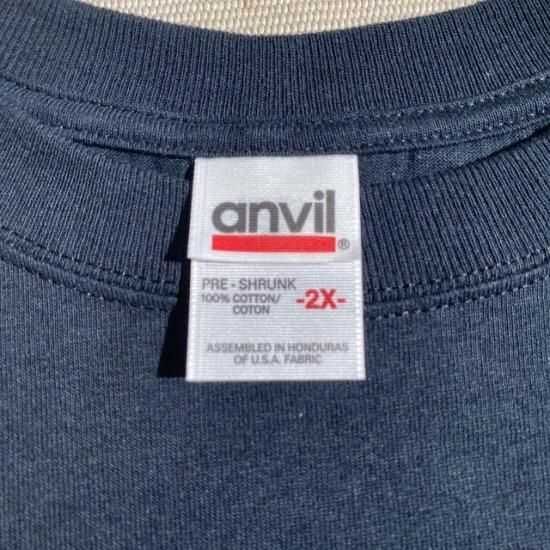 anvil®
PRE - SHRUNK
100% COTTON/
COTON
-2X-
ASSEMBLED IN HONDURAS
OF U.S.A. FABRIC